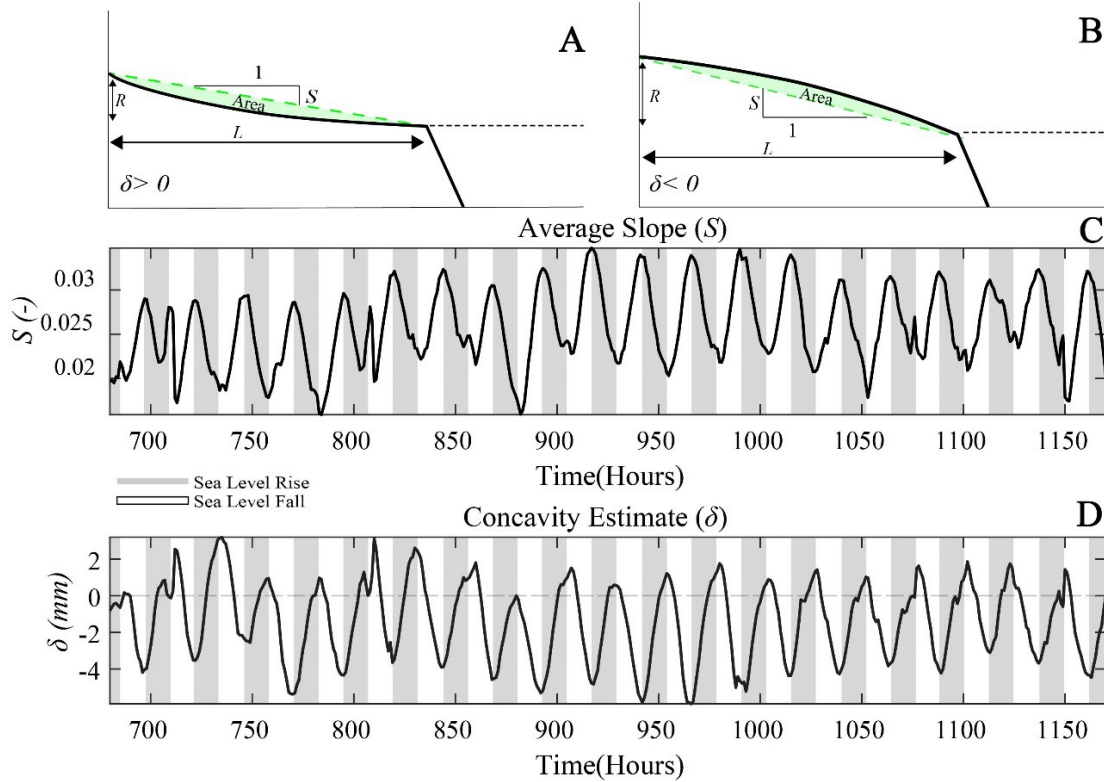 A
1
R
S
Area
L
δ> 0
B
R
S
Area
1
L
δ< 0
Average Slope (S)
C
S (-)
0.03
0.025
0.02
700 750 800 850 900 950 1000 1050 1100 1150
Time(Hours)
Sea Level Rise
Sea Level Fall
Concavity Estimate (δ)
D
δ (mm)
2
0
-2
-4
700 750 800 850 900 950 1000 1050 1100 1150
Time(Hours)